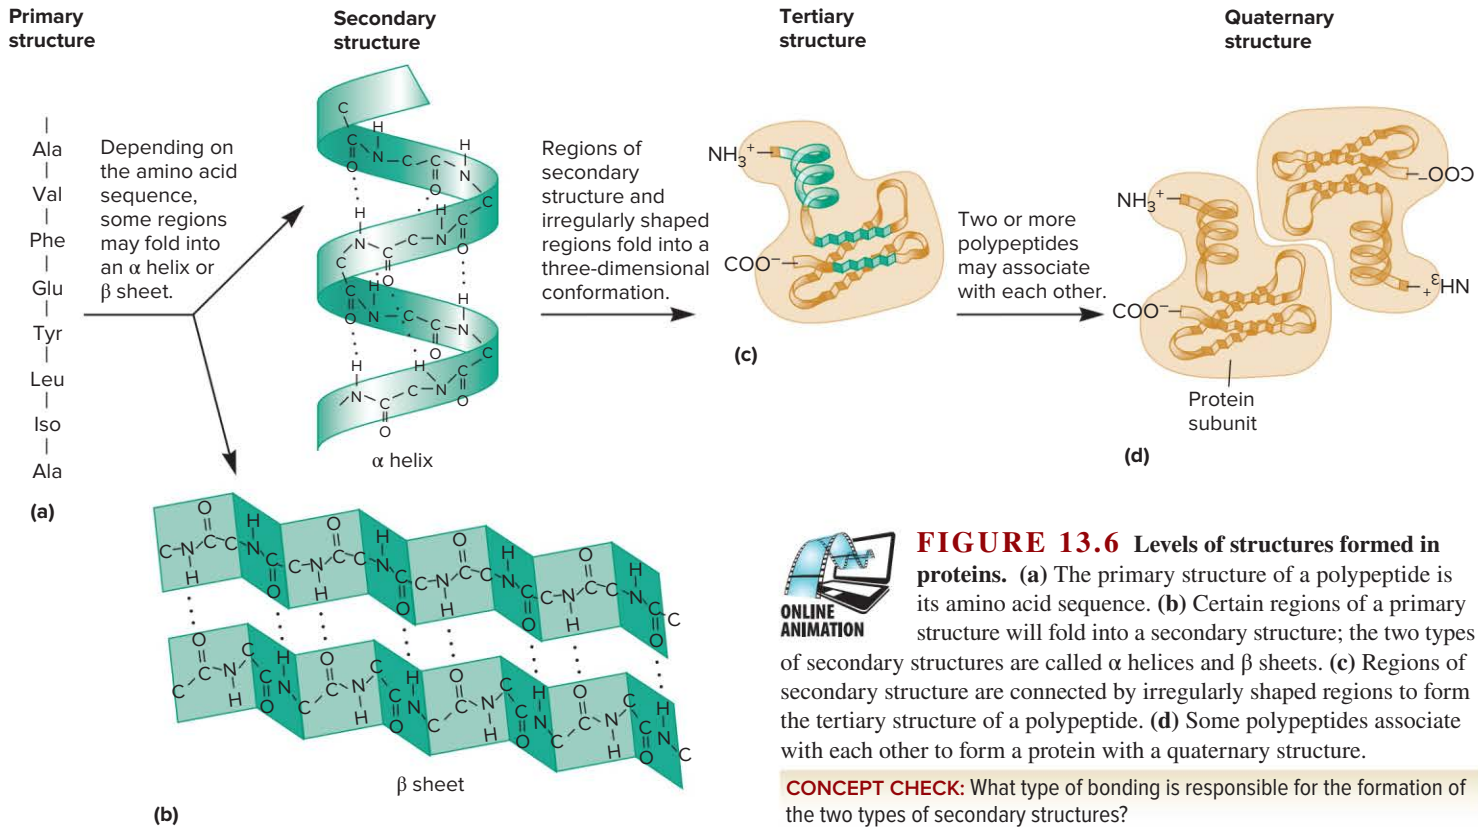 Primary
structure
Secondary
structure
Tertiary
structure
Quaternary
structure
Ala
Val
Phe
Glu
Tyr
Leu
Iso
Ala
(a)
Depending on
the amino acid
sequence,
some regions
may fold into
an α helix or
β sheet.
C
H
C
N
C
C
H
N
O
O
C
H
H
C
N
C
C
N
C
O
O
C
H
H
C
N
C
C
N
O
O
C
H
H
N
C
C
N
C
O
O
α helix
Regions of
secondary
structure and
irregularly shaped
regions fold into a
three-dimensional
conformation.
NH₃⁺
COO⁻
(c)
Two or more
polypeptides
may associate
with each other.
NH₃⁺
COO⁻
COO⁻
NH₃⁺
Protein
subunit
(d)
O
H
O
H
O
H
O
H
C
N
C
C
N
C
C
N
C
C
N
C
C
N
C
C
N
C
C
N
C
C
N
C
C
H
O
H
O
H
O
H
O
O
H
O
H
O
H
O
H
C
C
N
C
C
N
C
C
N
C
C
N
C
C
N
C
C
N
C
C
N
C
C
N
C
H
O
H
O
H
O
H
O
β sheet
(b)
ONLINE
ANIMATION
FIGURE 13.6 Levels of structures formed in
proteins. (a) The primary structure of a polypeptide is
its amino acid sequence. (b) Certain regions of a primary
structure will fold into a secondary structure; the two types
of secondary structures are called α helices and β sheets. (c) Regions of
secondary structure are connected by irregularly shaped regions to form
the tertiary structure of a polypeptide. (d) Some polypeptides associate
with each other to form a protein with a quaternary structure.
CONCEPT CHECK: What type of bonding is responsible for the formation of
the two types of secondary structures?